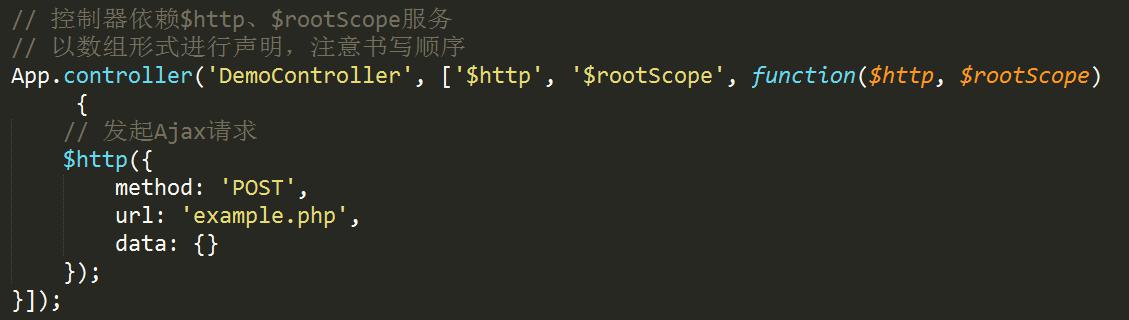 // 控制器依赖$http、$rootScope服务
// 以数组形式进行声明，注意书写顺序
App.controller('DemoController', ['$http', '$rootScope', function($http, $rootScope)
{
// 发起Ajax请求
$http({
method: 'POST',
url: 'example.php',
data: {}
});
}]);